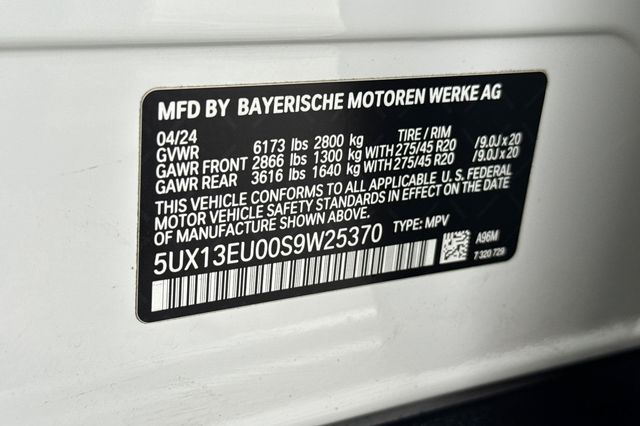 MFD BY BAYERISCHE MOTOREN WERKE AG
04/24 TIRE / RIM
GVWR 6173 lbs 2800 kg
GAWR FRONT 2866 lbs 1300 kg WITH 275/45 R20 /9.0J x 20
GAWR REAR 3616 lbs 1640 kg WITH 275/45 R20 /9.0J x 20
THIS VEHICLE CONFORMS TO ALL APPLICABLE U.S. FEDERAL
MOTOR VEHICLE SAFETY STANDARDS IN EFFECT ON THE DATE
OF MANUFACTURE SHOWN ABOVE.
5UX13EU00S9W25370 TYPE: MPV
A96M
7 320 729